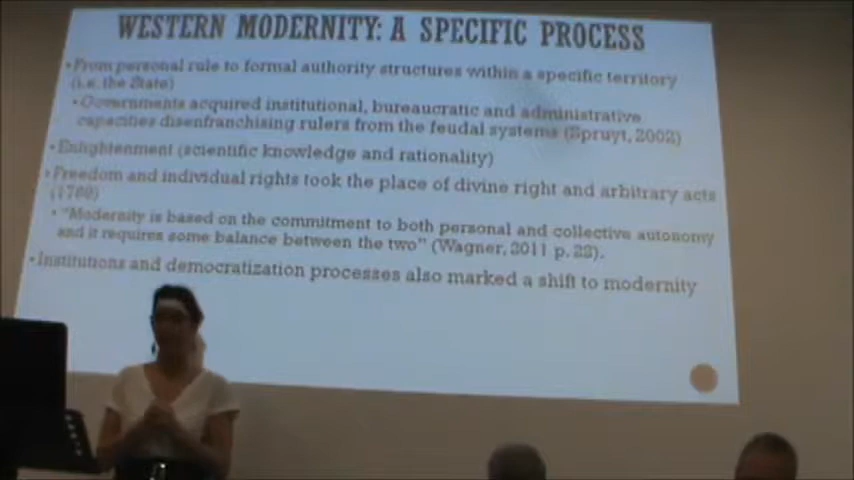 WESTERN MODERNITY: A SPECIFIC PROCESS
•From personal rule to formal authority structures within a specific territory
(i.e. the State)
•Governments acquired institutional, bureaucratic and administrative
capacities disenfranchising rulers from the feudal systems (Spruyt, 2002)
•Enlightenment (scientific knowledge and rationality)
•Freedom and individual rights took the place of divine right and arbitrary acts
•"Modernity is based on the commitment to both personal and collective autonomy
and it requires some balance between the two" (Wagner, 2011 p. 23).
•Institutions and democratization processes also marked a shift to modernity